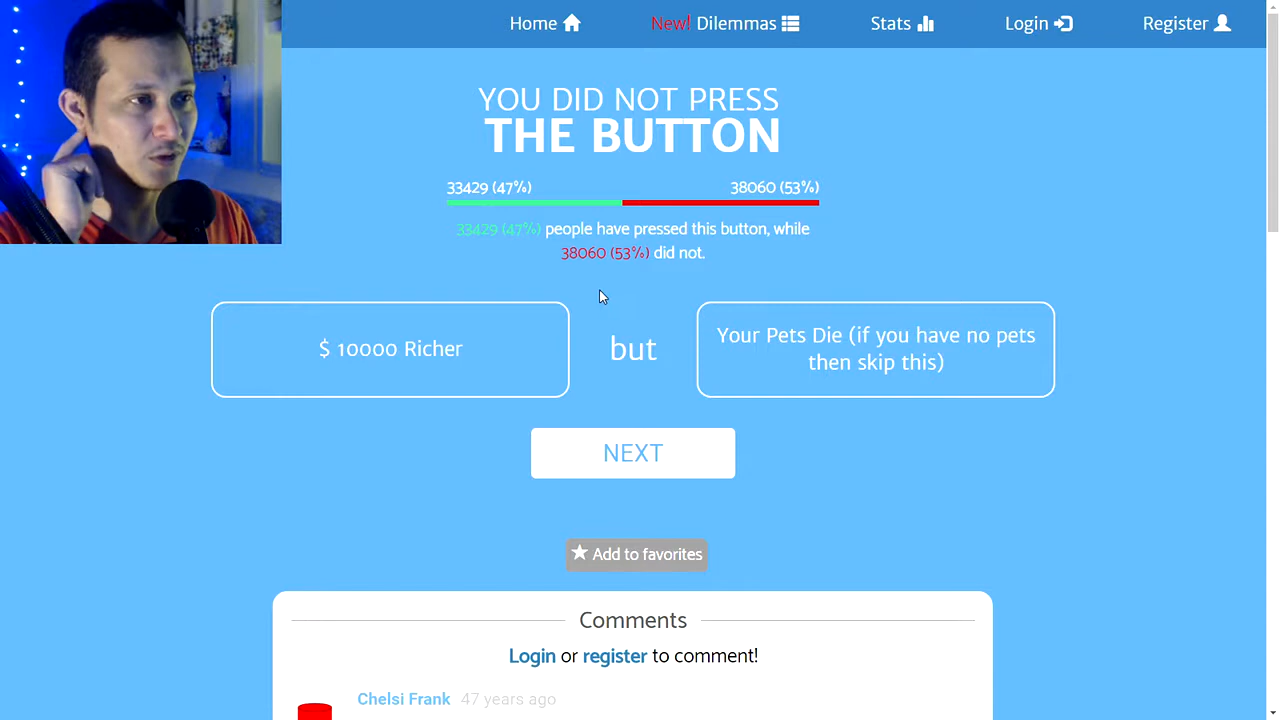 Home
New! Dilemmas
Stats
Login
Register
YOU DID NOT PRESS
THE BUTTON
33429 (47%)
38060 (53%)
33429 (47%) people have pressed this button, while
38060 (53%) did not.
$ 10000 Richer
but
Your Pets Die (if you have no pets
then skip this)
NEXT
Add to favorites
Comments
Login or register to comment!
Chelsi Frank 47 years ago